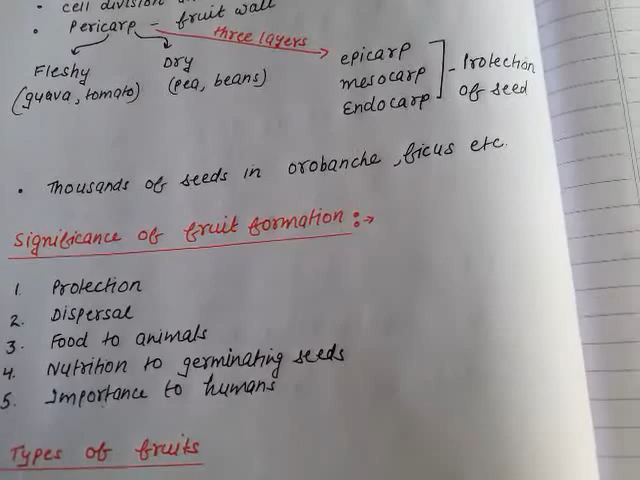 • cell division
• Pericarp - fruit wall
three layers
Fleshy
(guava, tomato)
Dry
(pea, beans)
epicarp
mesocarp
Endocarp
- Protection
of seed
• Thousands of seeds in orobanche, ficus etc.
Significance of fruit formation :→
1. Protection
2. Dispersal
3. Food to animals
4. Nutrition to germinating seeds
5. Importance to humans
Types of fruits